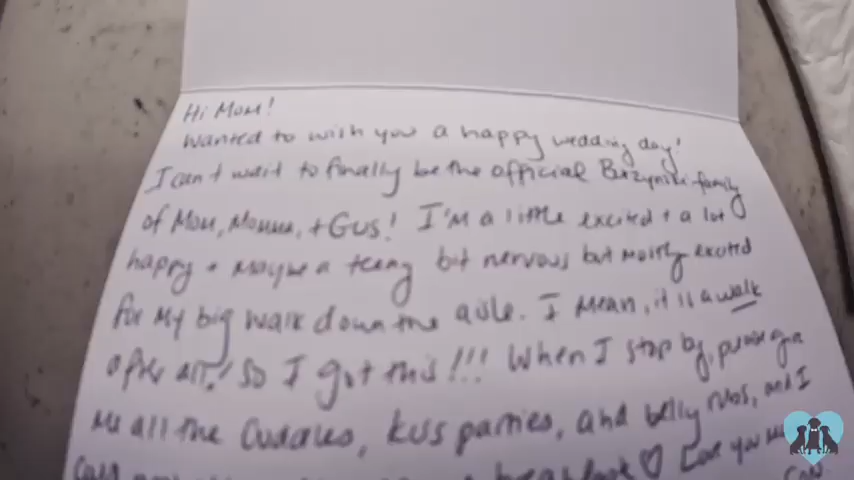 Hi Mom!
Wanted to wish you a happy wedding day!
I can't wait to finally be the official family
of Mom, Momma, + Gus! I'm a little excited + a lot
happy + maybe a teeny bit nervous but mostly excited
for my big walk down the aisle. I mean, it is a walk
after all! So I got this!!! When I stop by, please give
me all the cuddles, kiss parties, and belly rubs, and I
breakfast ♡ Love you